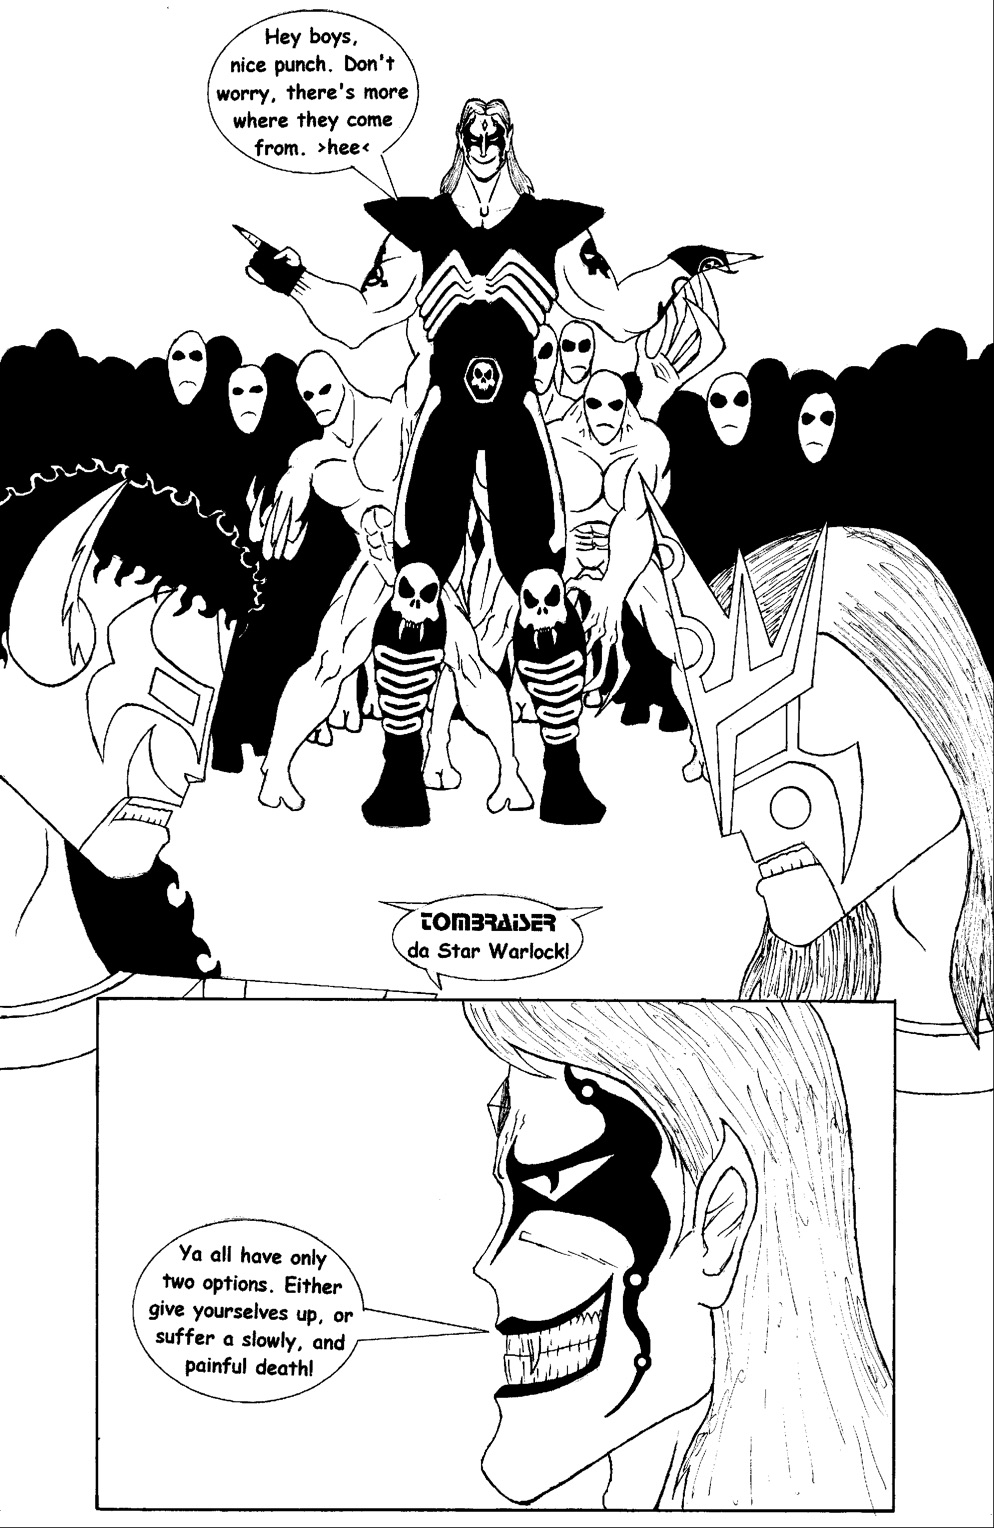 Hey boys,
nice punch. Don't
worry, there's more
where they come
from. >hee<
TOMBRAISER
da Star Warlock!
Ya all have only
two options. Either
give yourselves up, or
suffer a slowly, and
painful death!